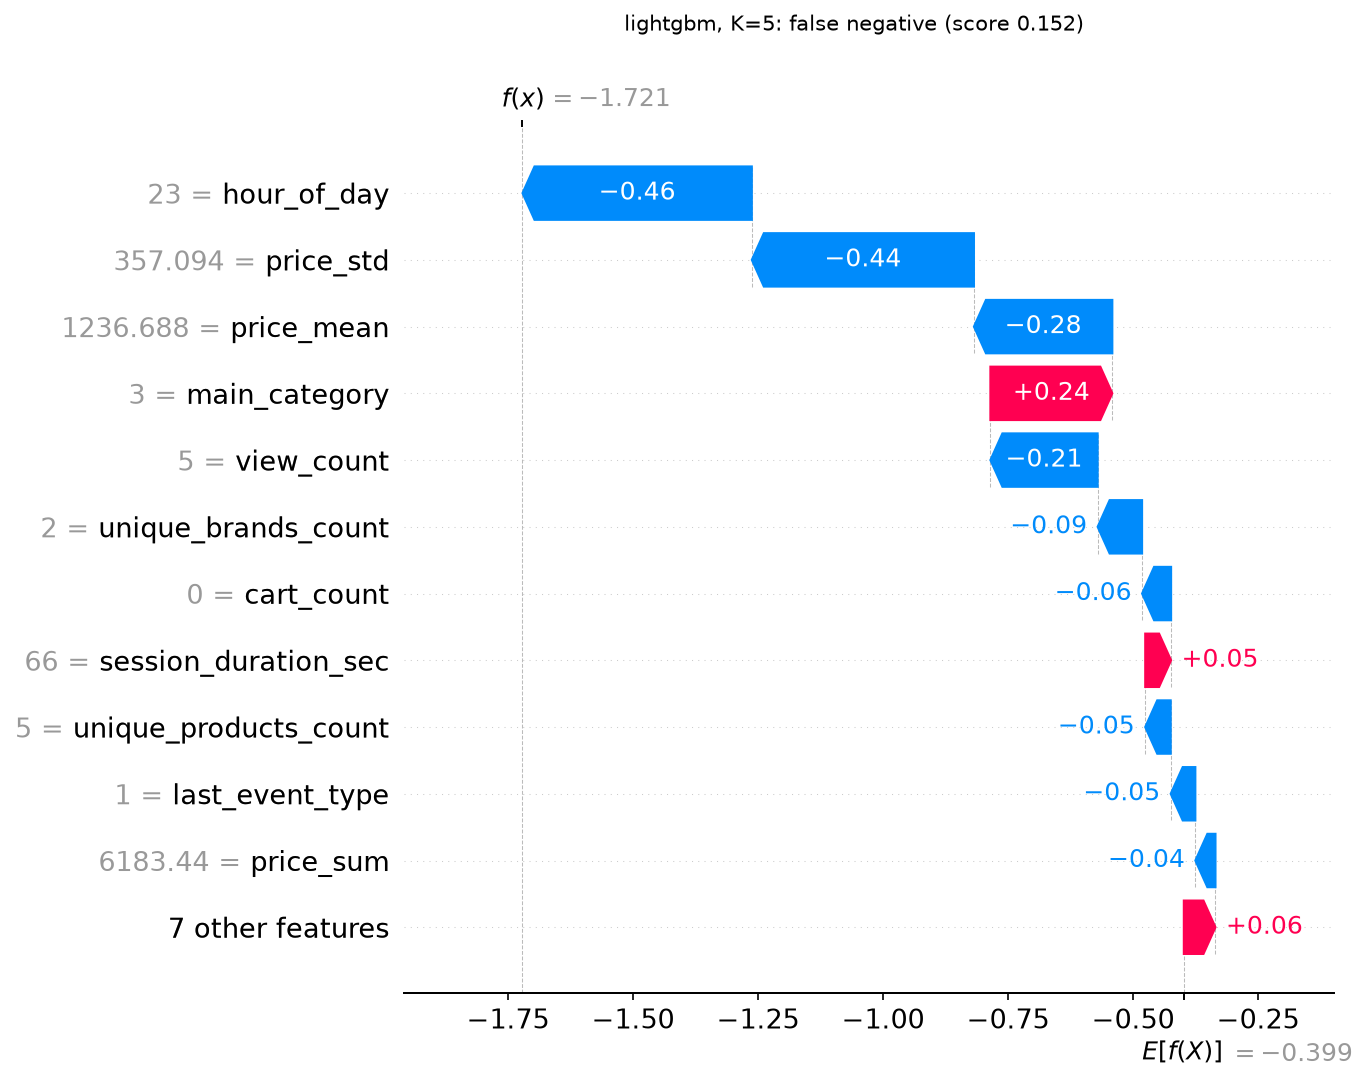 lightgbm, K=5: false negative (score 0.152)
f(x) = −1.721
23 = hour_of_day −0.46
357.094 = price_std −0.44
1236.688 = price_mean −0.28
3 = main_category +0.24
5 = view_count −0.21
2 = unique_brands_count −0.09
0 = cart_count −0.06
66 = session_duration_sec +0.05
5 = unique_products_count −0.05
1 = last_event_type −0.05
6183.44 = price_sum −0.04
7 other features +0.06
−1.75 −1.50 −1.25 −1.00 −0.75 −0.50 −0.25
E[f(X)] = −0.399